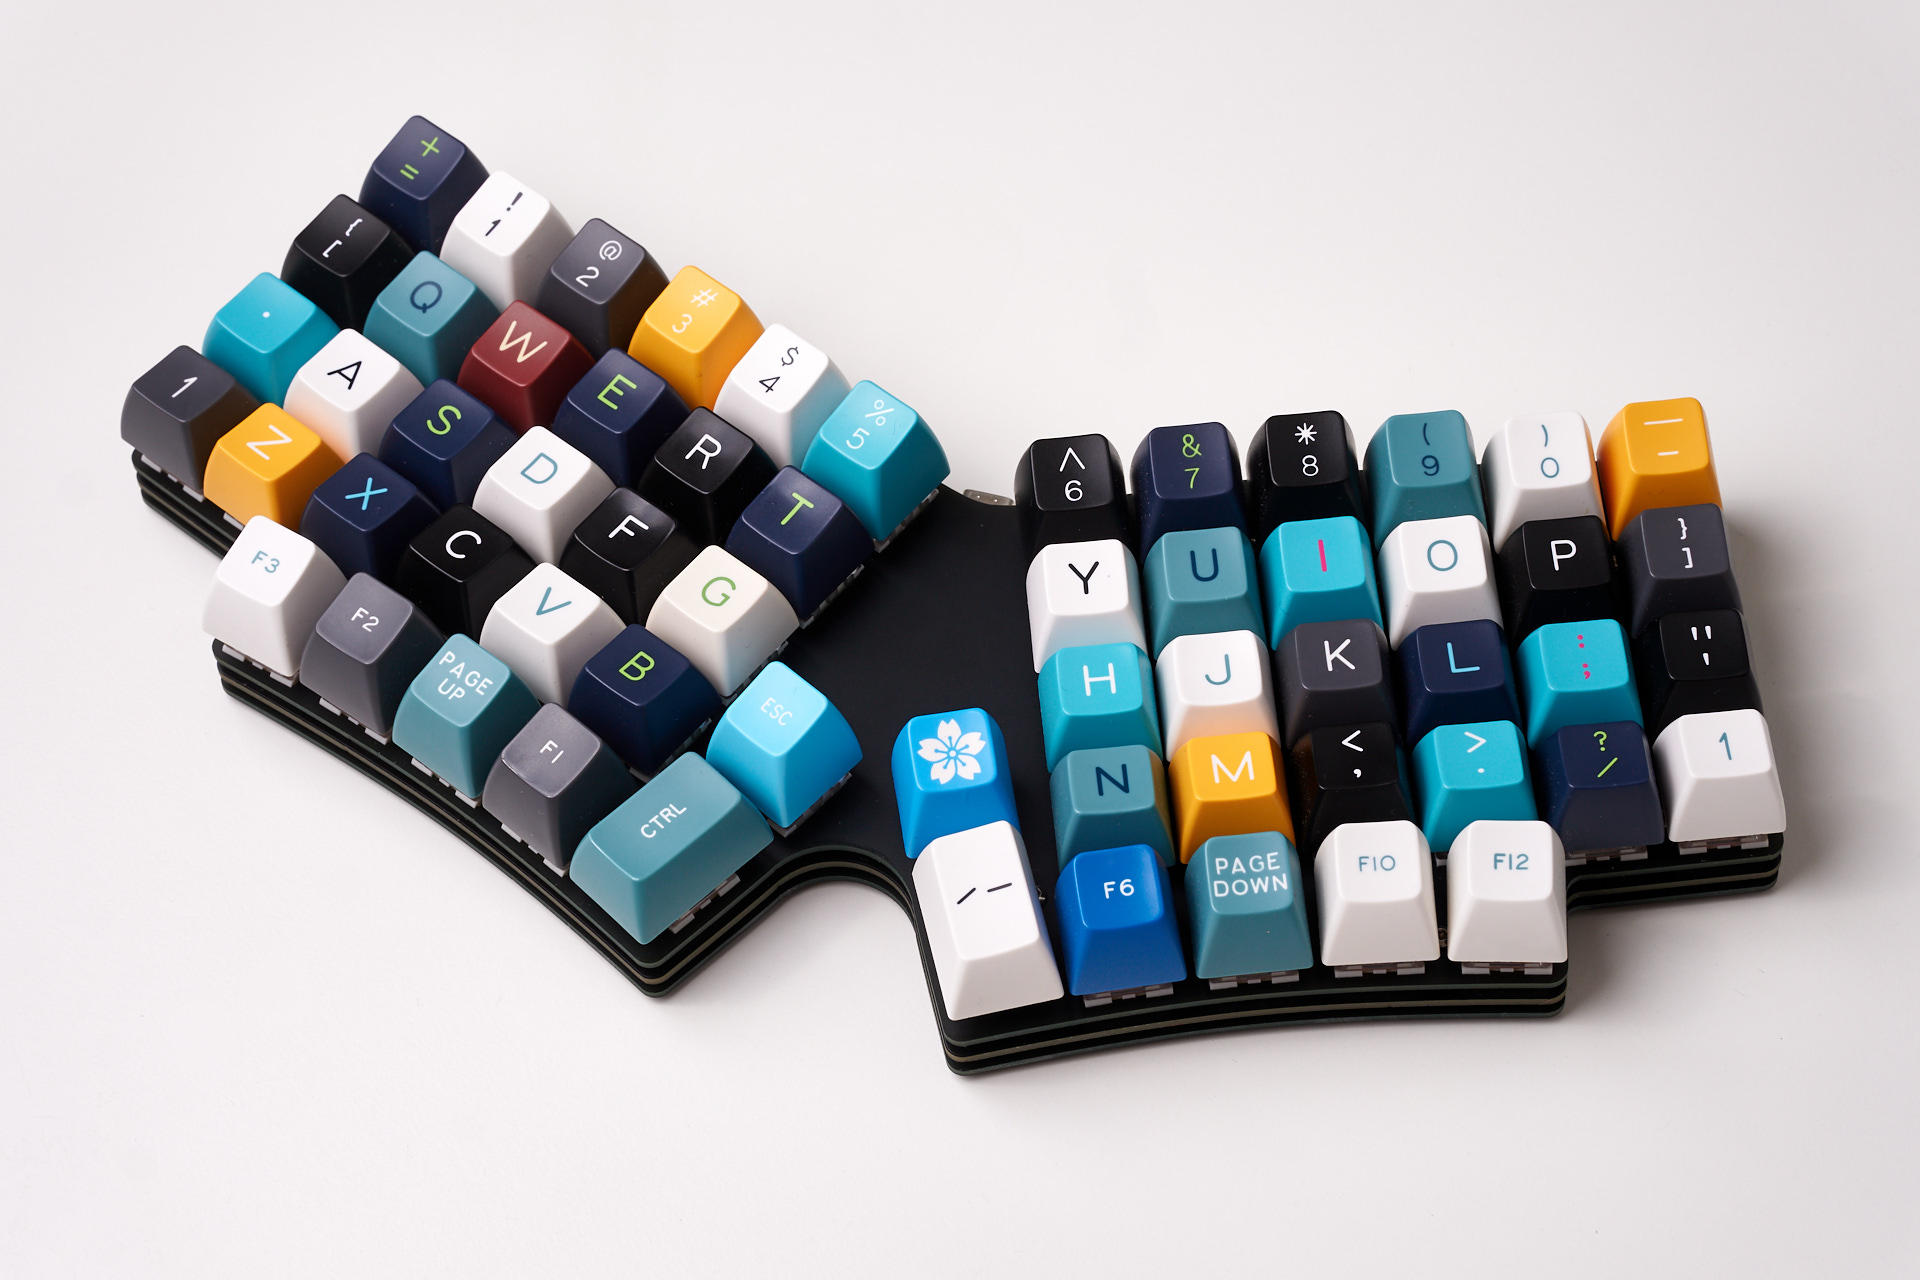 +
=
!
1
@
2
#
3
$
4
%
5
{
[
Q
W
E
R
T
A
S
D
F
G
1
Z
X
C
V
B
F3
F2
PAGE
UP
F1
CTRL
ESC
^
6
&
7
*
8
(
9
)
0
—
–
Y
U
I
O
P
}
]
H
J
K
L
:
;
"
'
N
M
<
,
>
.
?
/
1
F6
PAGE
DOWN
F10
F12